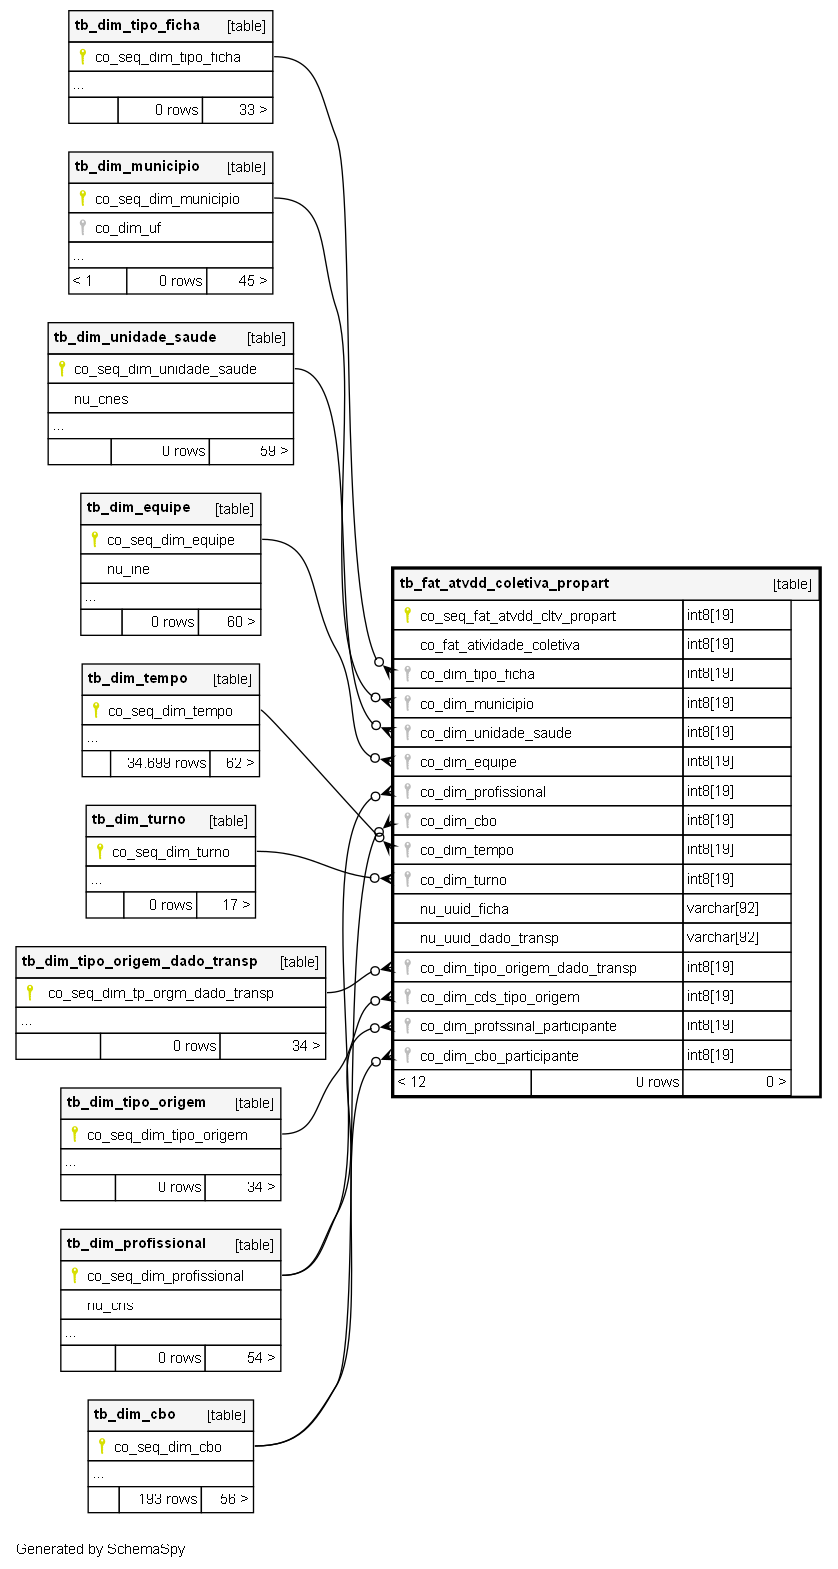 tb_dim_tipo_ficha [table]
co_seq_dim_tipo_ficha
...
0 rows 33 >
tb_dim_municipio [table]
co_seq_dim_municipio
co_dim_uf
...
< 1 0 rows 45 >
tb_dim_unidade_saude [table]
co_seq_dim_unidade_saude
nu_cnes
...
0 rows 59 >
tb_dim_equipe [table]
co_seq_dim_equipe
nu_ine
...
0 rows 60 >
tb_dim_tempo [table]
co_seq_dim_tempo
...
34.699 rows 62 >
tb_dim_turno [table]
co_seq_dim_turno
...
0 rows 17 >
tb_dim_tipo_origem_dado_transp [table]
co_seq_dim_tp_orgm_dado_transp
...
0 rows 34 >
tb_dim_tipo_origem [table]
co_seq_dim_tipo_origem
...
0 rows 34 >
tb_dim_profissional [table]
co_seq_dim_profissional
nu_cns
...
0 rows 54 >
tb_dim_cbo [table]
co_seq_dim_cbo
...
193 rows 56 >
tb_fat_atvdd_coletiva_propart [table]
co_seq_fat_atvdd_cltv_propart int8[19]
co_fat_atividade_coletiva int8[19]
co_dim_tipo_ficha int8[19]
co_dim_municipio int8[19]
co_dim_unidade_saude int8[19]
co_dim_equipe int8[19]
co_dim_profissional int8[19]
co_dim_cbo int8[19]
co_dim_tempo int8[19]
co_dim_turno int8[19]
nu_uuid_ficha varchar[92]
nu_uuid_dado_transp varchar[92]
co_dim_tipo_origem_dado_transp int8[19]
co_dim_cds_tipo_origem int8[19]
co_dim_profssinal_participante int8[19]
co_dim_cbo_participante int8[19]
< 12 0 rows 0 >
Generated by SchemaSpy